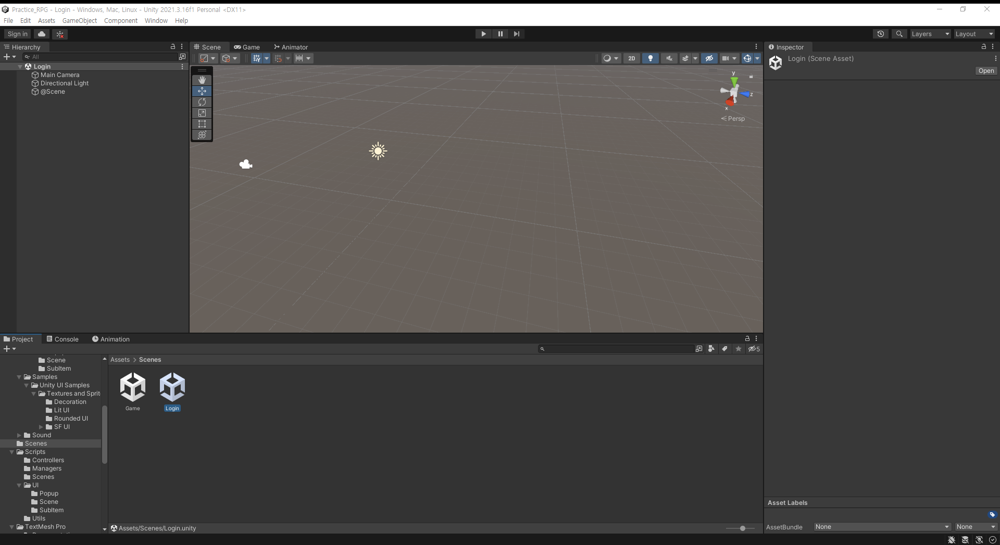 Practice_RPG - Login - Windows, Mac, Linux - Unity 2021.3.16f1 Personal <DX11>
File Edit Assets GameObject Component Window Help
Sign in
Layers
Layout
Hierarchy
All
Login
Main Camera
Directional Light
@Scene
Scene
Game
Animator
2D
y
z
x
Persp
Inspector
Login (Scene Asset)
Open
Project
Console
Animation
5
Scene
SubItem
Samples
Unity UI Samples
Textures and Sprit
Decoration
Lit UI
Rounded UI
SF UI
Sound
Scenes
Scripts
Controllers
Managers
Scenes
UI
Popup
Scene
SubItem
Utils
TextMesh Pro
Assets > Scenes
Game
Login
Assets/Scenes/Login.unity
Asset Labels
AssetBundle
None
None